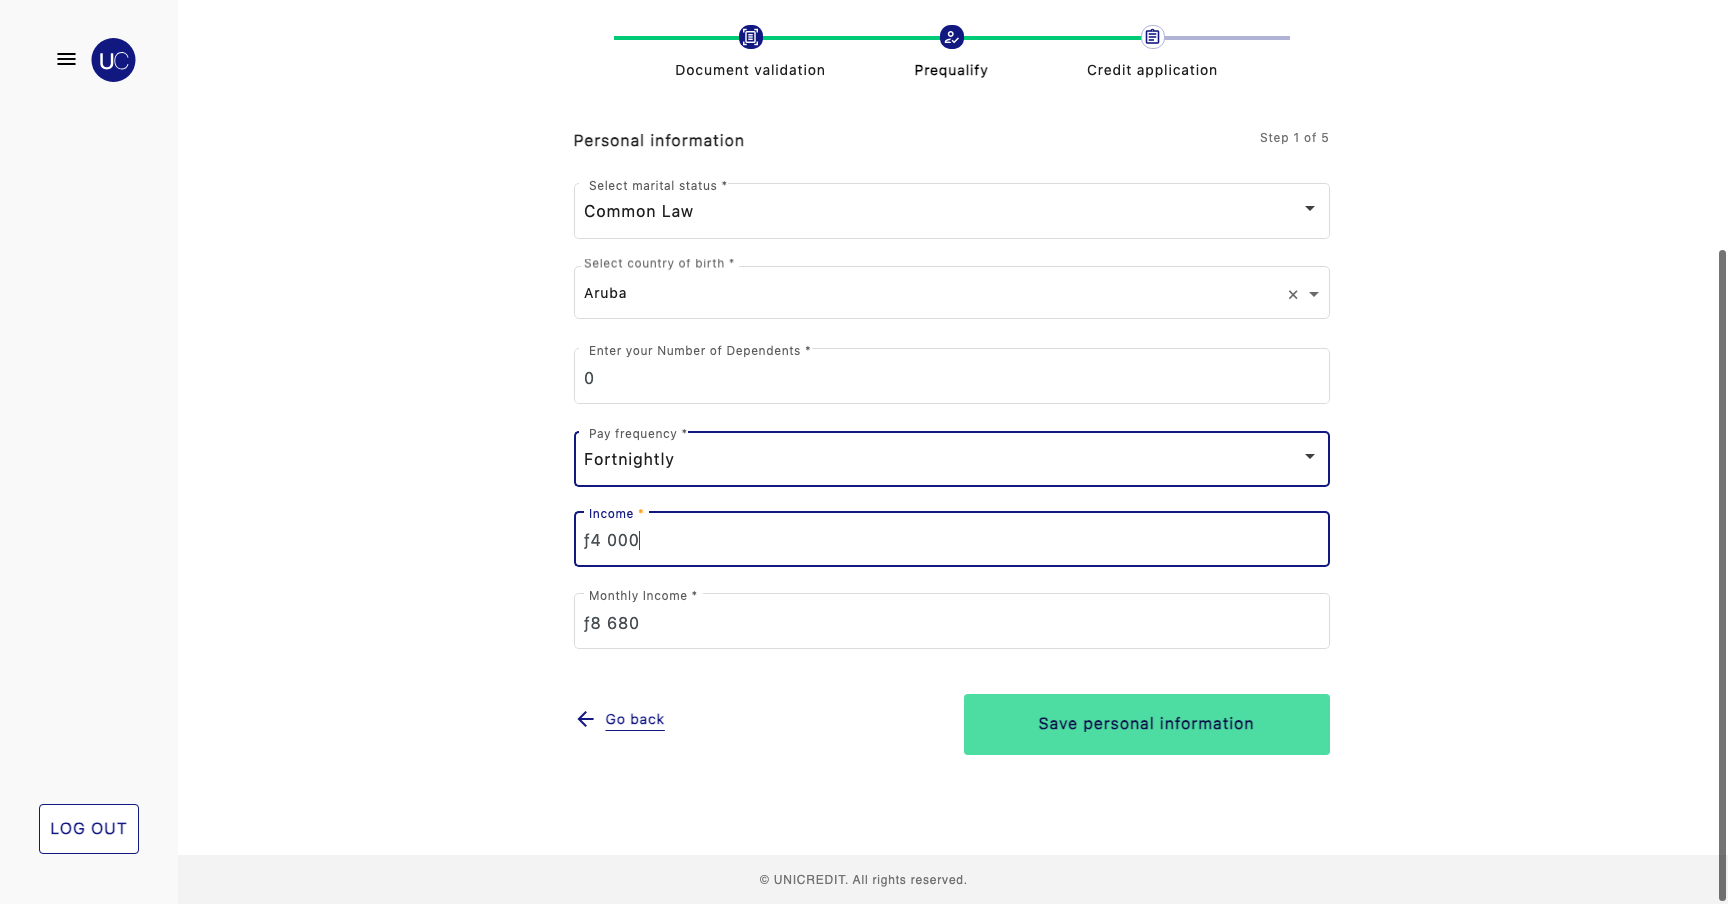 UC
Document validation
Prequalify
Credit application
Personal information
Step 1 of 5
Select marital status *
Common Law
Select country of birth *
Aruba
Enter your Number of Dependents *
0
Pay frequency *
Fortnightly
Income *
ƒ4 000
Monthly Income *
ƒ8 680
Go back
Save personal information
LOG OUT
© UNICREDIT. All rights reserved.